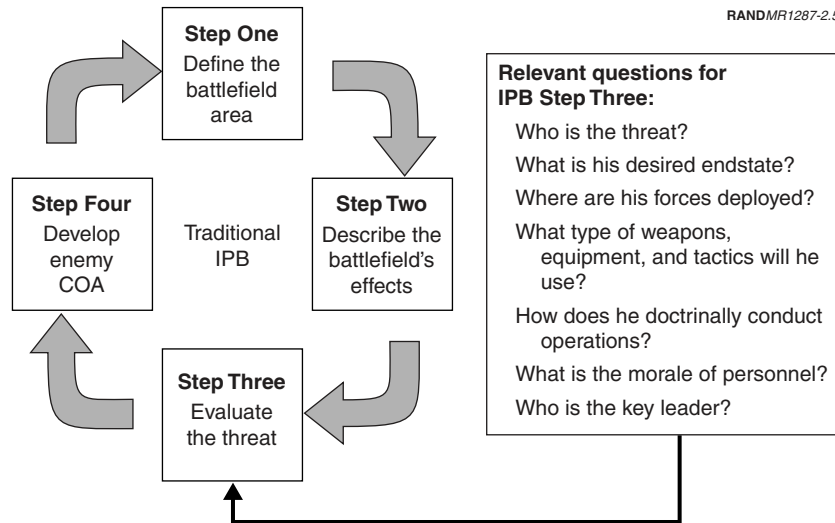 RANDMR1287-2.5
Step One
Define the
battlefield
area
Step Two
Describe the
battlefield's
effects
Step Three
Evaluate
the threat
Step Four
Develop
enemy
COA
Traditional
IPB
Relevant questions for
IPB Step Three:
Who is the threat?
What is his desired endstate?
Where are his forces deployed?
What type of weapons,
equipment, and tactics will he
use?
How does he doctrinally conduct
operations?
What is the morale of personnel?
Who is the key leader?